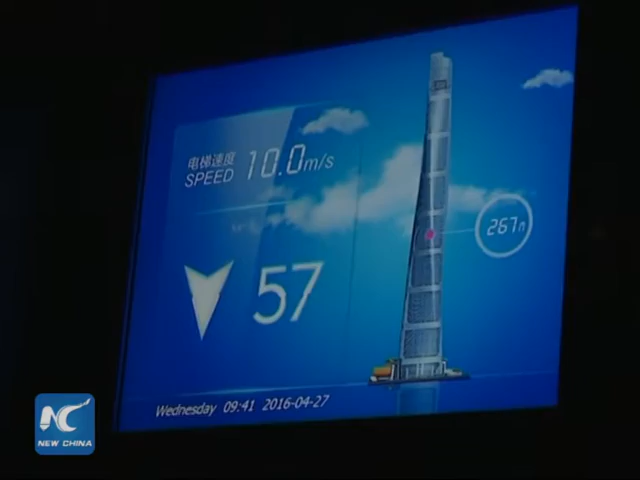 电梯速度
SPEED 10.0m/s
267m
57
Wednesday 09:41 2016-04-27
NC
NEW CHINA